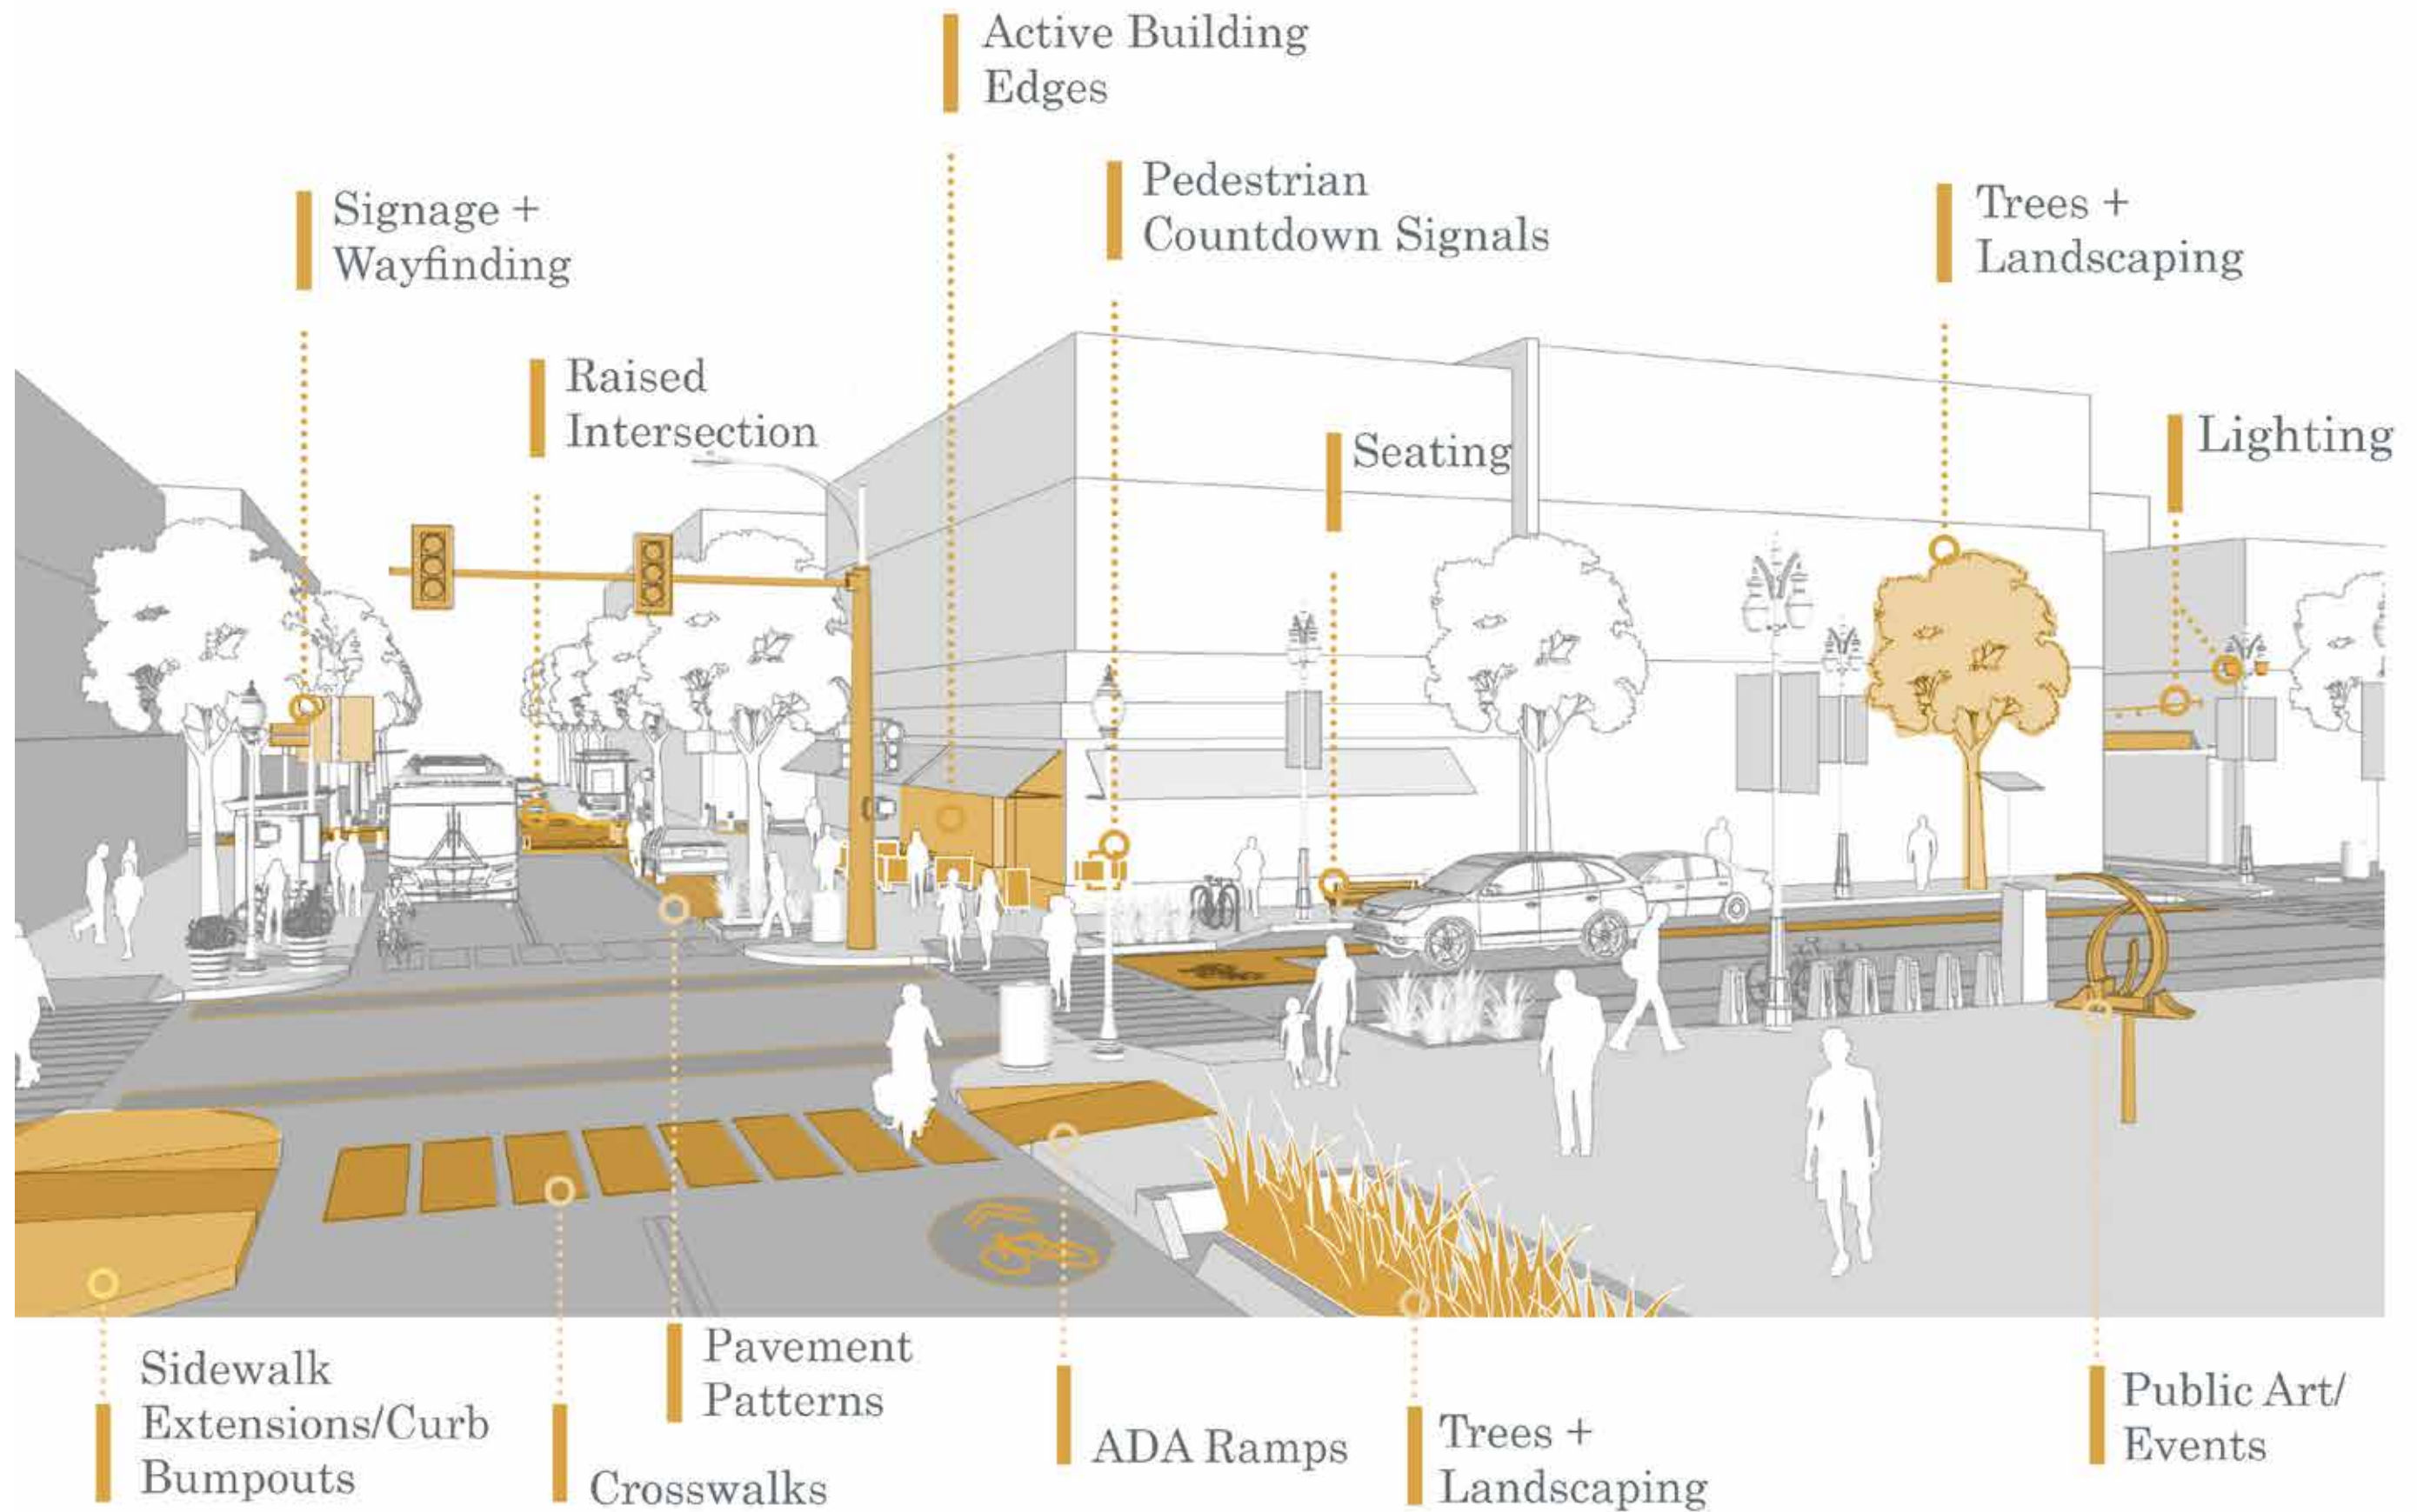 Active Building
Edges
Pedestrian
Countdown Signals
Signage +
Wayfinding
Trees +
Landscaping
Raised
Intersection
Seating
Lighting
Sidewalk
Extensions/Curb
Bumpouts
Crosswalks
Pavement
Patterns
ADA Ramps
Trees +
Landscaping
Public Art/
Events